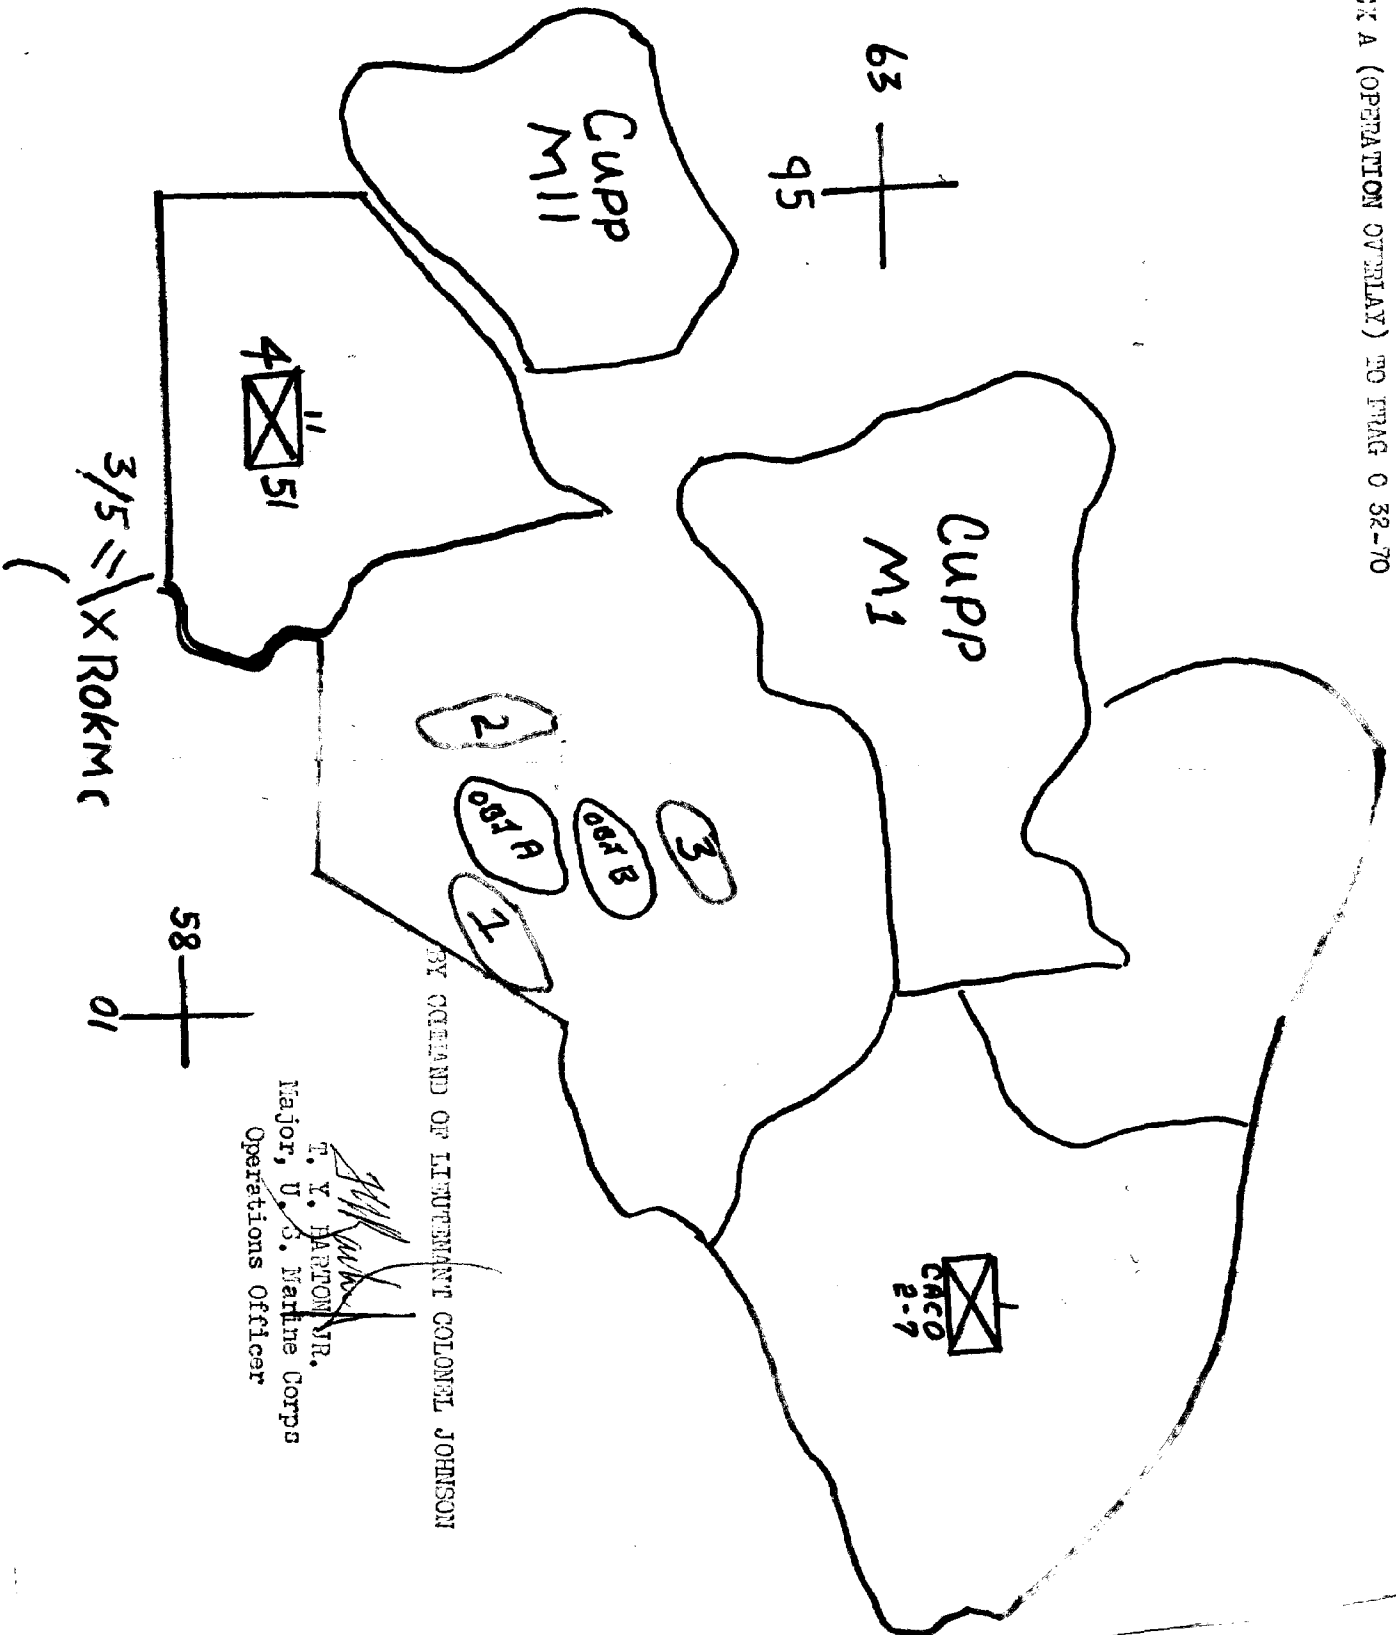 X A (OPERATION OVERLAY) TO FRAG O 32-70
63
95
Cupp
M111
Cupp
M1
4
11
51
3/5 = X ROKMC
2
OBJ A
OBJ B
3
1
58
01
CACO
2-7
BY COMMAND OF LIEUTENANT COLONEL JOHNSON
T. Y. BARTON JR.
Major, U. S. Marine Corps
Operations Officer